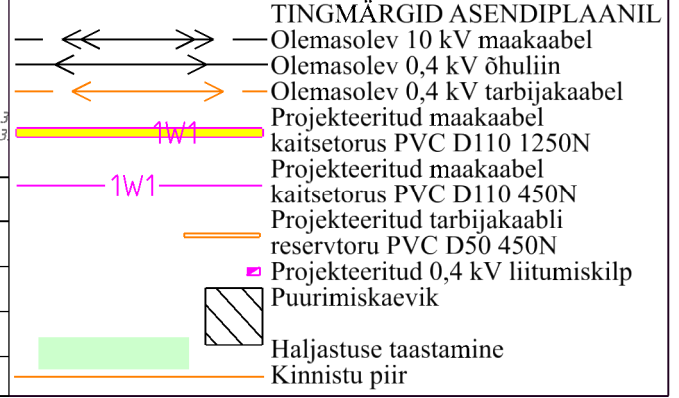 TINGMÄRGID ASENDIPLAANIL
Olemasolev 10 kV maakaabel
Olemasolev 0,4 kV õhuliin
Olemasolev 0,4 kV tarbijakaabel
3
3
1W1
Projekteeritud maakaabel
kaitsetorus PVC D110 1250N
1W1
Projekteeritud maakaabel
kaitsetorus PVC D110 450N
Projekteeritud tarbijakaabli
reservtoru PVC D50 450N
Projekteeritud 0,4 kV liitumiskilp
Puurimiskaevik
Haljastuse taastamine
Kinnistu piir